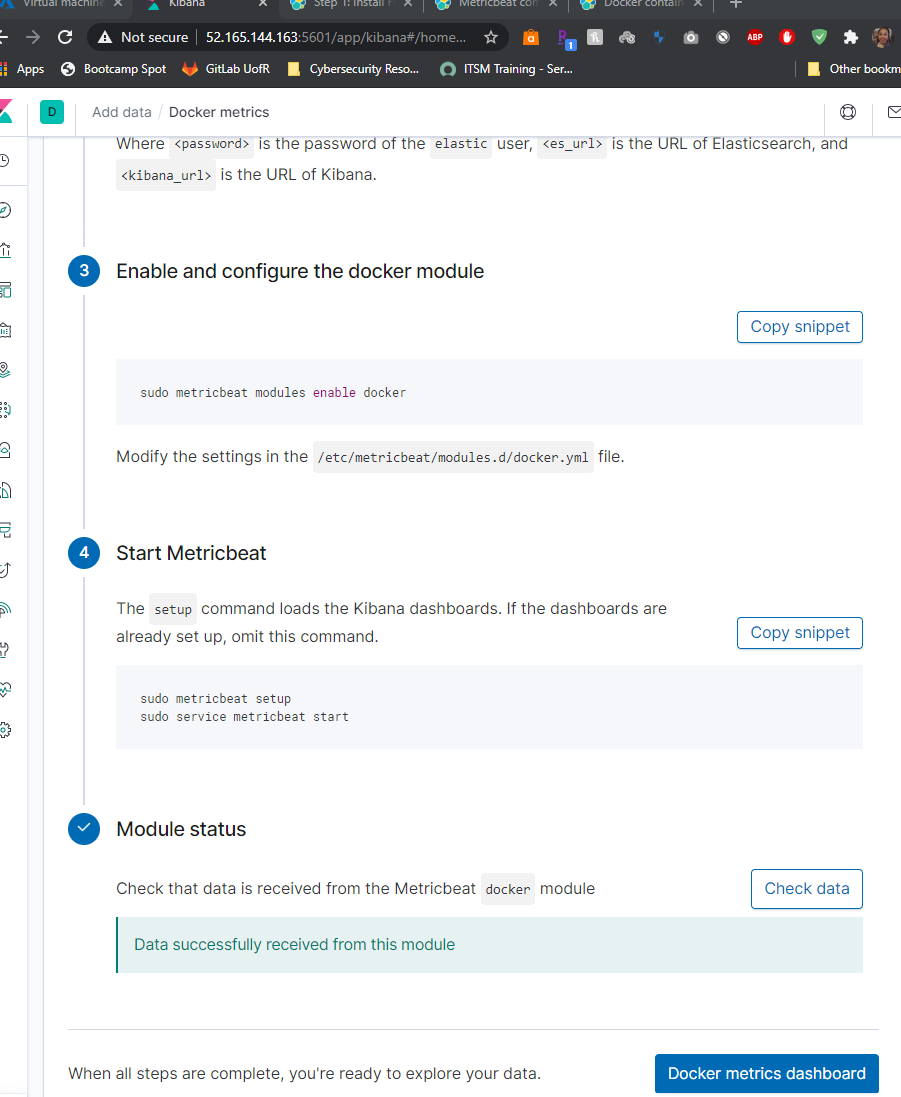 Virtual machine
Kibana
Step 1: Install F
Metricbeat con
Docker contain
Not secure
52.165.144.163:5601/app/kibana#/home...
1
ABP
Apps
Bootcamp Spot
GitLab UofR
Cybersecurity Reso...
ITSM Training - Ser...
Other bookm
D
Add data / Docker metrics
Where <password> is the password of the elastic user, <es_url> is the URL of Elasticsearch, and
<kibana_url> is the URL of Kibana.
3
Enable and configure the docker module
Copy snippet
sudo metricbeat modules enable docker
Modify the settings in the /etc/metricbeat/modules.d/docker.yml file.
4
Start Metricbeat
The setup command loads the Kibana dashboards. If the dashboards are
already set up, omit this command.
Copy snippet
sudo metricbeat setup
sudo service metricbeat start
Module status
Check that data is received from the Metricbeat docker module
Check data
Data successfully received from this module
When all steps are complete, you're ready to explore your data.
Docker metrics dashboard